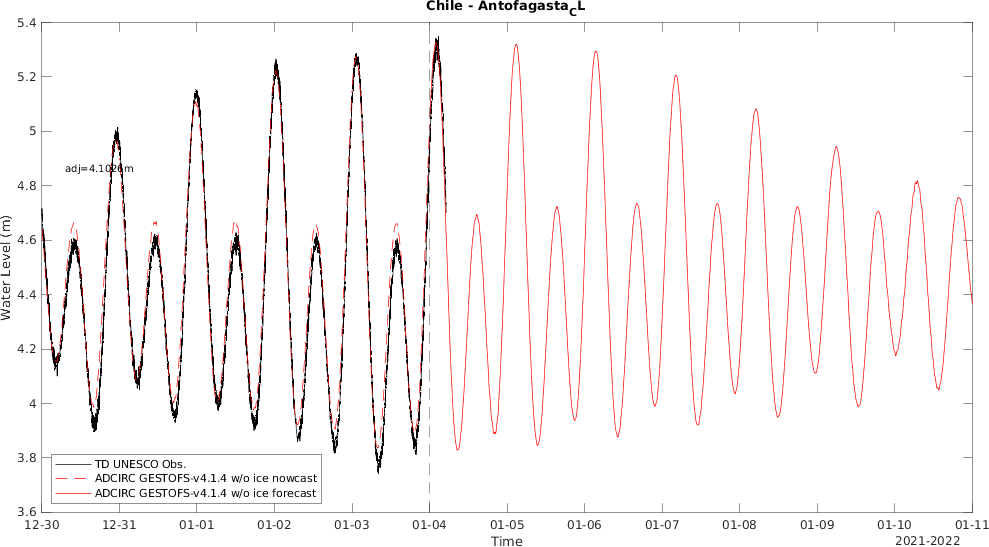 Chile - Antofagasta_CL
5.4
5.2
5
4.8
4.6
4.4
4.2
4
3.8
3.6
Water Level (m)
adj=4.1026m
TD UNESCO Obs.
ADCIRC GESTOFS-v4.1.4 w/o ice nowcast
ADCIRC GESTOFS-v4.1.4 w/o ice forecast
12-30 12-31 01-01 01-02 01-03 01-04 01-05 01-06 01-07 01-08 01-09 01-10 01-11
Time
2021-2022